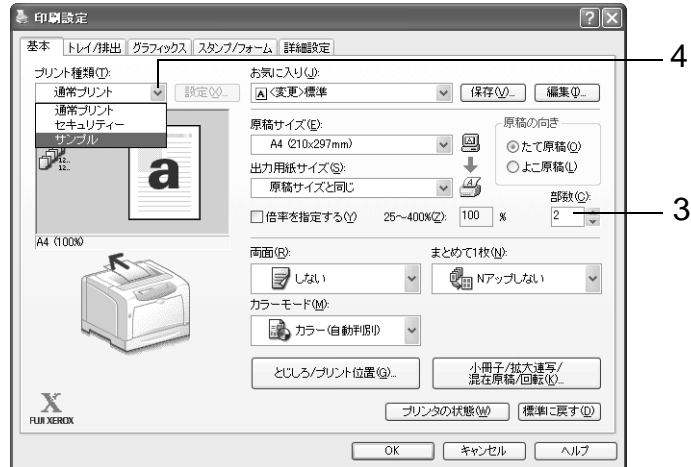 印刷設定
基本 トレイ/排出 グラフィックス スタンプ/フォーム 詳細設定
プリント種類(T):
通常プリント 設定(X)...
通常プリント
セキュリティー
サンプル
12..
12..
a
A4 (100%)
お気に入り(J):
A <変更>標準 保存(V)... 編集(I)...
原稿サイズ(E):
A4 (210x297mm)
出力用紙サイズ(S):
原稿サイズと同じ
倍率を指定する(Y) 25～400%(Z): 100 %
原稿の向き
たて原稿(O)
よこ原稿(L)
部数(C):
2
4
3
両面(R):
しない
まとめて1枚(N):
Nアップしない
カラーモード(M):
カラー(自動判別)
とじしろ/プリント位置(G)...
小冊子/拡大連写/
混在原稿/回転(K)...
X
FUJI XEROX
プリンタの状態(W) 標準に戻す(D)
OK キャンセル ヘルプ